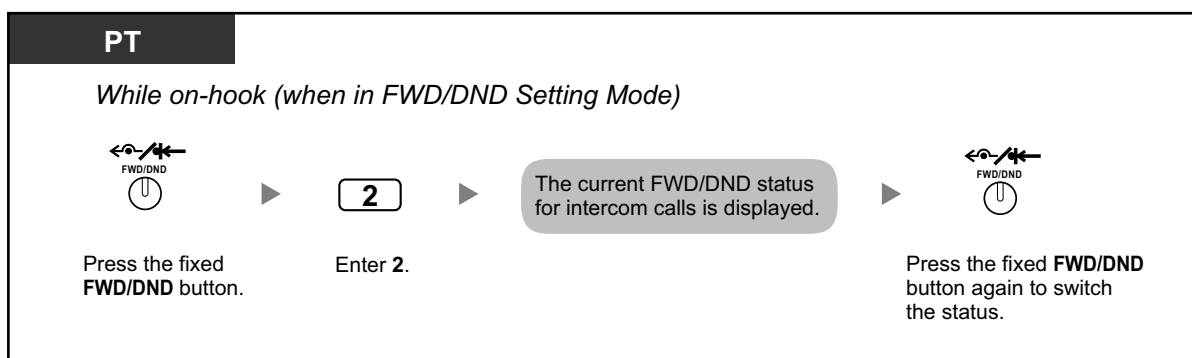 PT
While on-hook (when in FWD/DND Setting Mode)
FWD/DND
Press the fixed
FWD/DND button.
2
Enter 2.
The current FWD/DND status
for intercom calls is displayed.
FWD/DND
Press the fixed FWD/DND
button again to switch
the status.